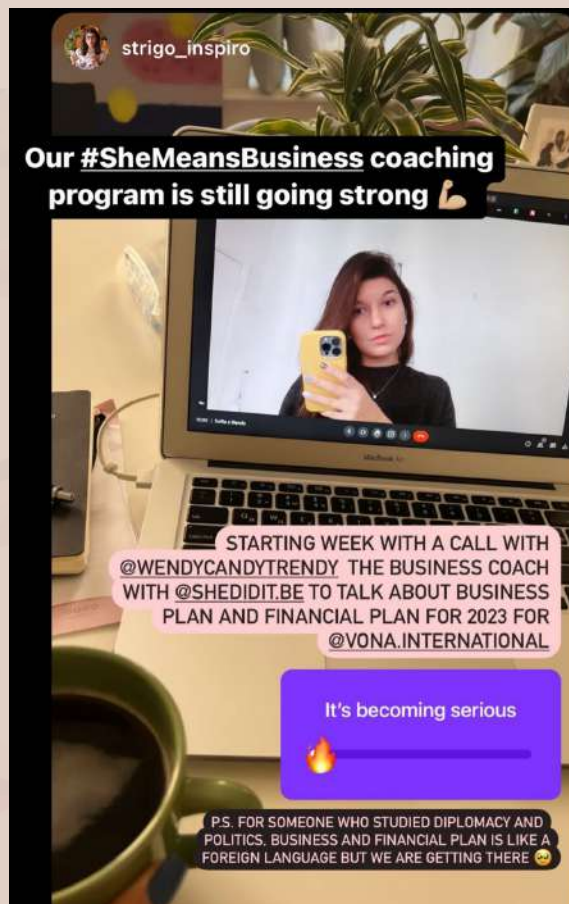 strigo_inspiro
Our #SheMeansBusiness coaching
program is still going strong 💪🏼
MacBook Air
STARTING WEEK WITH A CALL WITH
@WENDYCANDYTRENDY THE BUSINESS COACH
WITH @SHEDIDIT.BE TO TALK ABOUT BUSINESS
PLAN AND FINANCIAL PLAN FOR 2023 FOR
@VONA.INTERNATIONAL
It's becoming serious
P.S. FOR SOMEONE WHO STUDIED DIPLOMACY AND
POLITICS, BUSINESS AND FINANCIAL PLAN IS LIKE A
FOREIGN LANGUAGE BUT WE ARE GETTING THERE 🥹